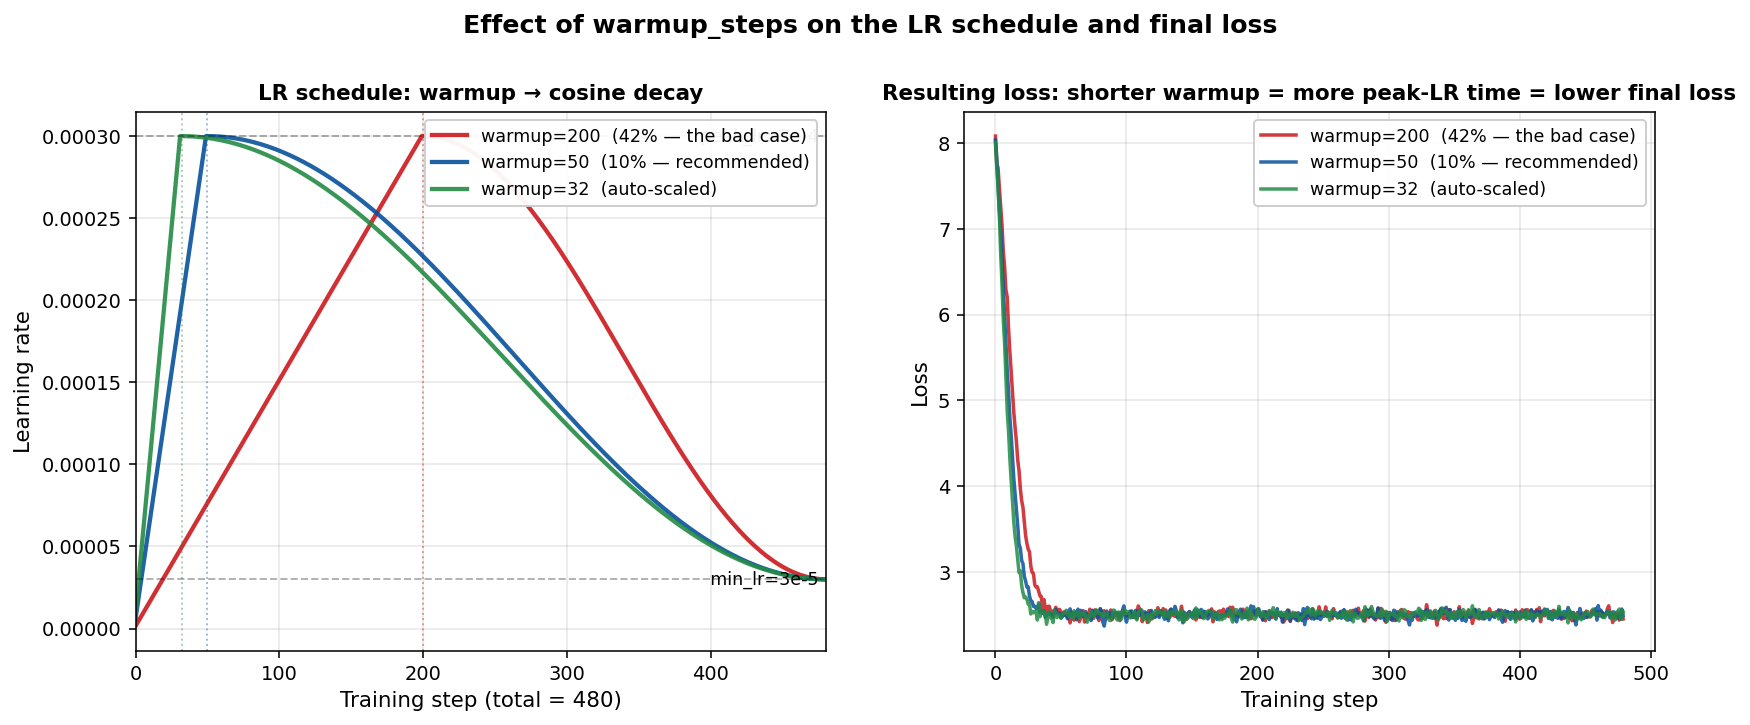 Effect of warmup_steps on the LR schedule and final loss
LR schedule: warmup → cosine decay
Learning rate
0.00030
0.00025
0.00020
0.00015
0.00010
0.00005
0.00000
warmup=200 (42% — the bad case)
warmup=50 (10% — recommended)
warmup=32 (auto-scaled)
min_lr=3e-5
0 100 200 300 400
Training step (total = 480)
Resulting loss: shorter warmup = more peak-LR time = lower final loss
Loss
8
7
6
5
4
3
warmup=200 (42% — the bad case)
warmup=50 (10% — recommended)
warmup=32 (auto-scaled)
0 100 200 300 400 500
Training step